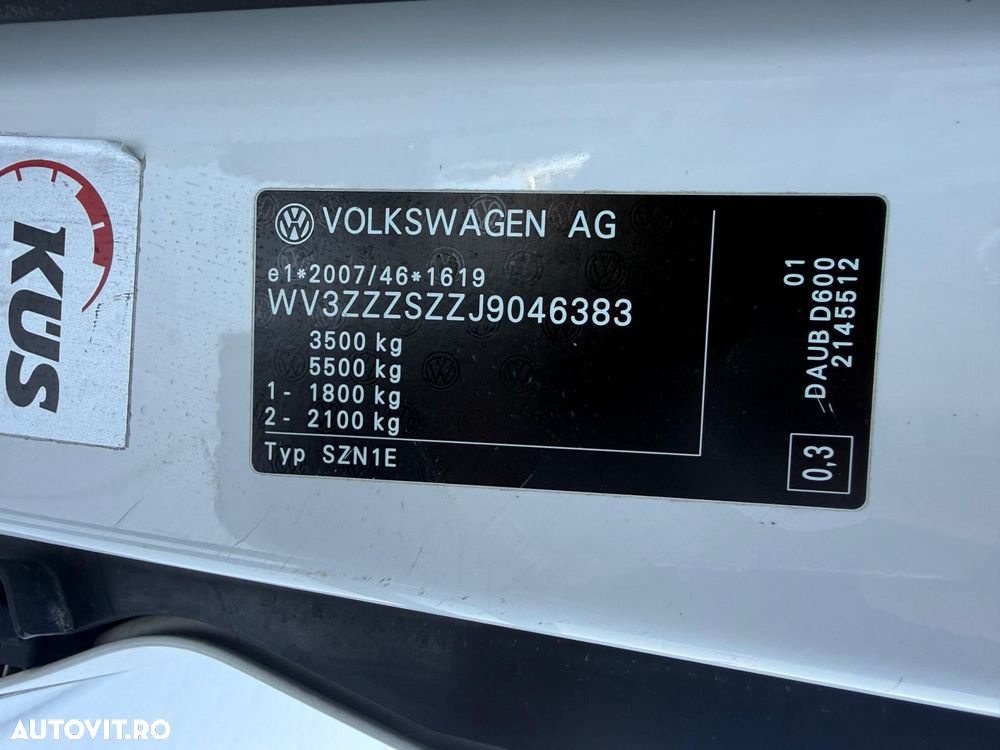 KÜS
VOLKSWAGEN AG
e1*2007/46*1619
WV3ZZZSZZJ9046383
3500 kg
5500 kg
1- 1800 kg
2- 2100 kg
Typ SZN1E
01
DAUB D600
2145512
0,3
AUTOVIT.RO